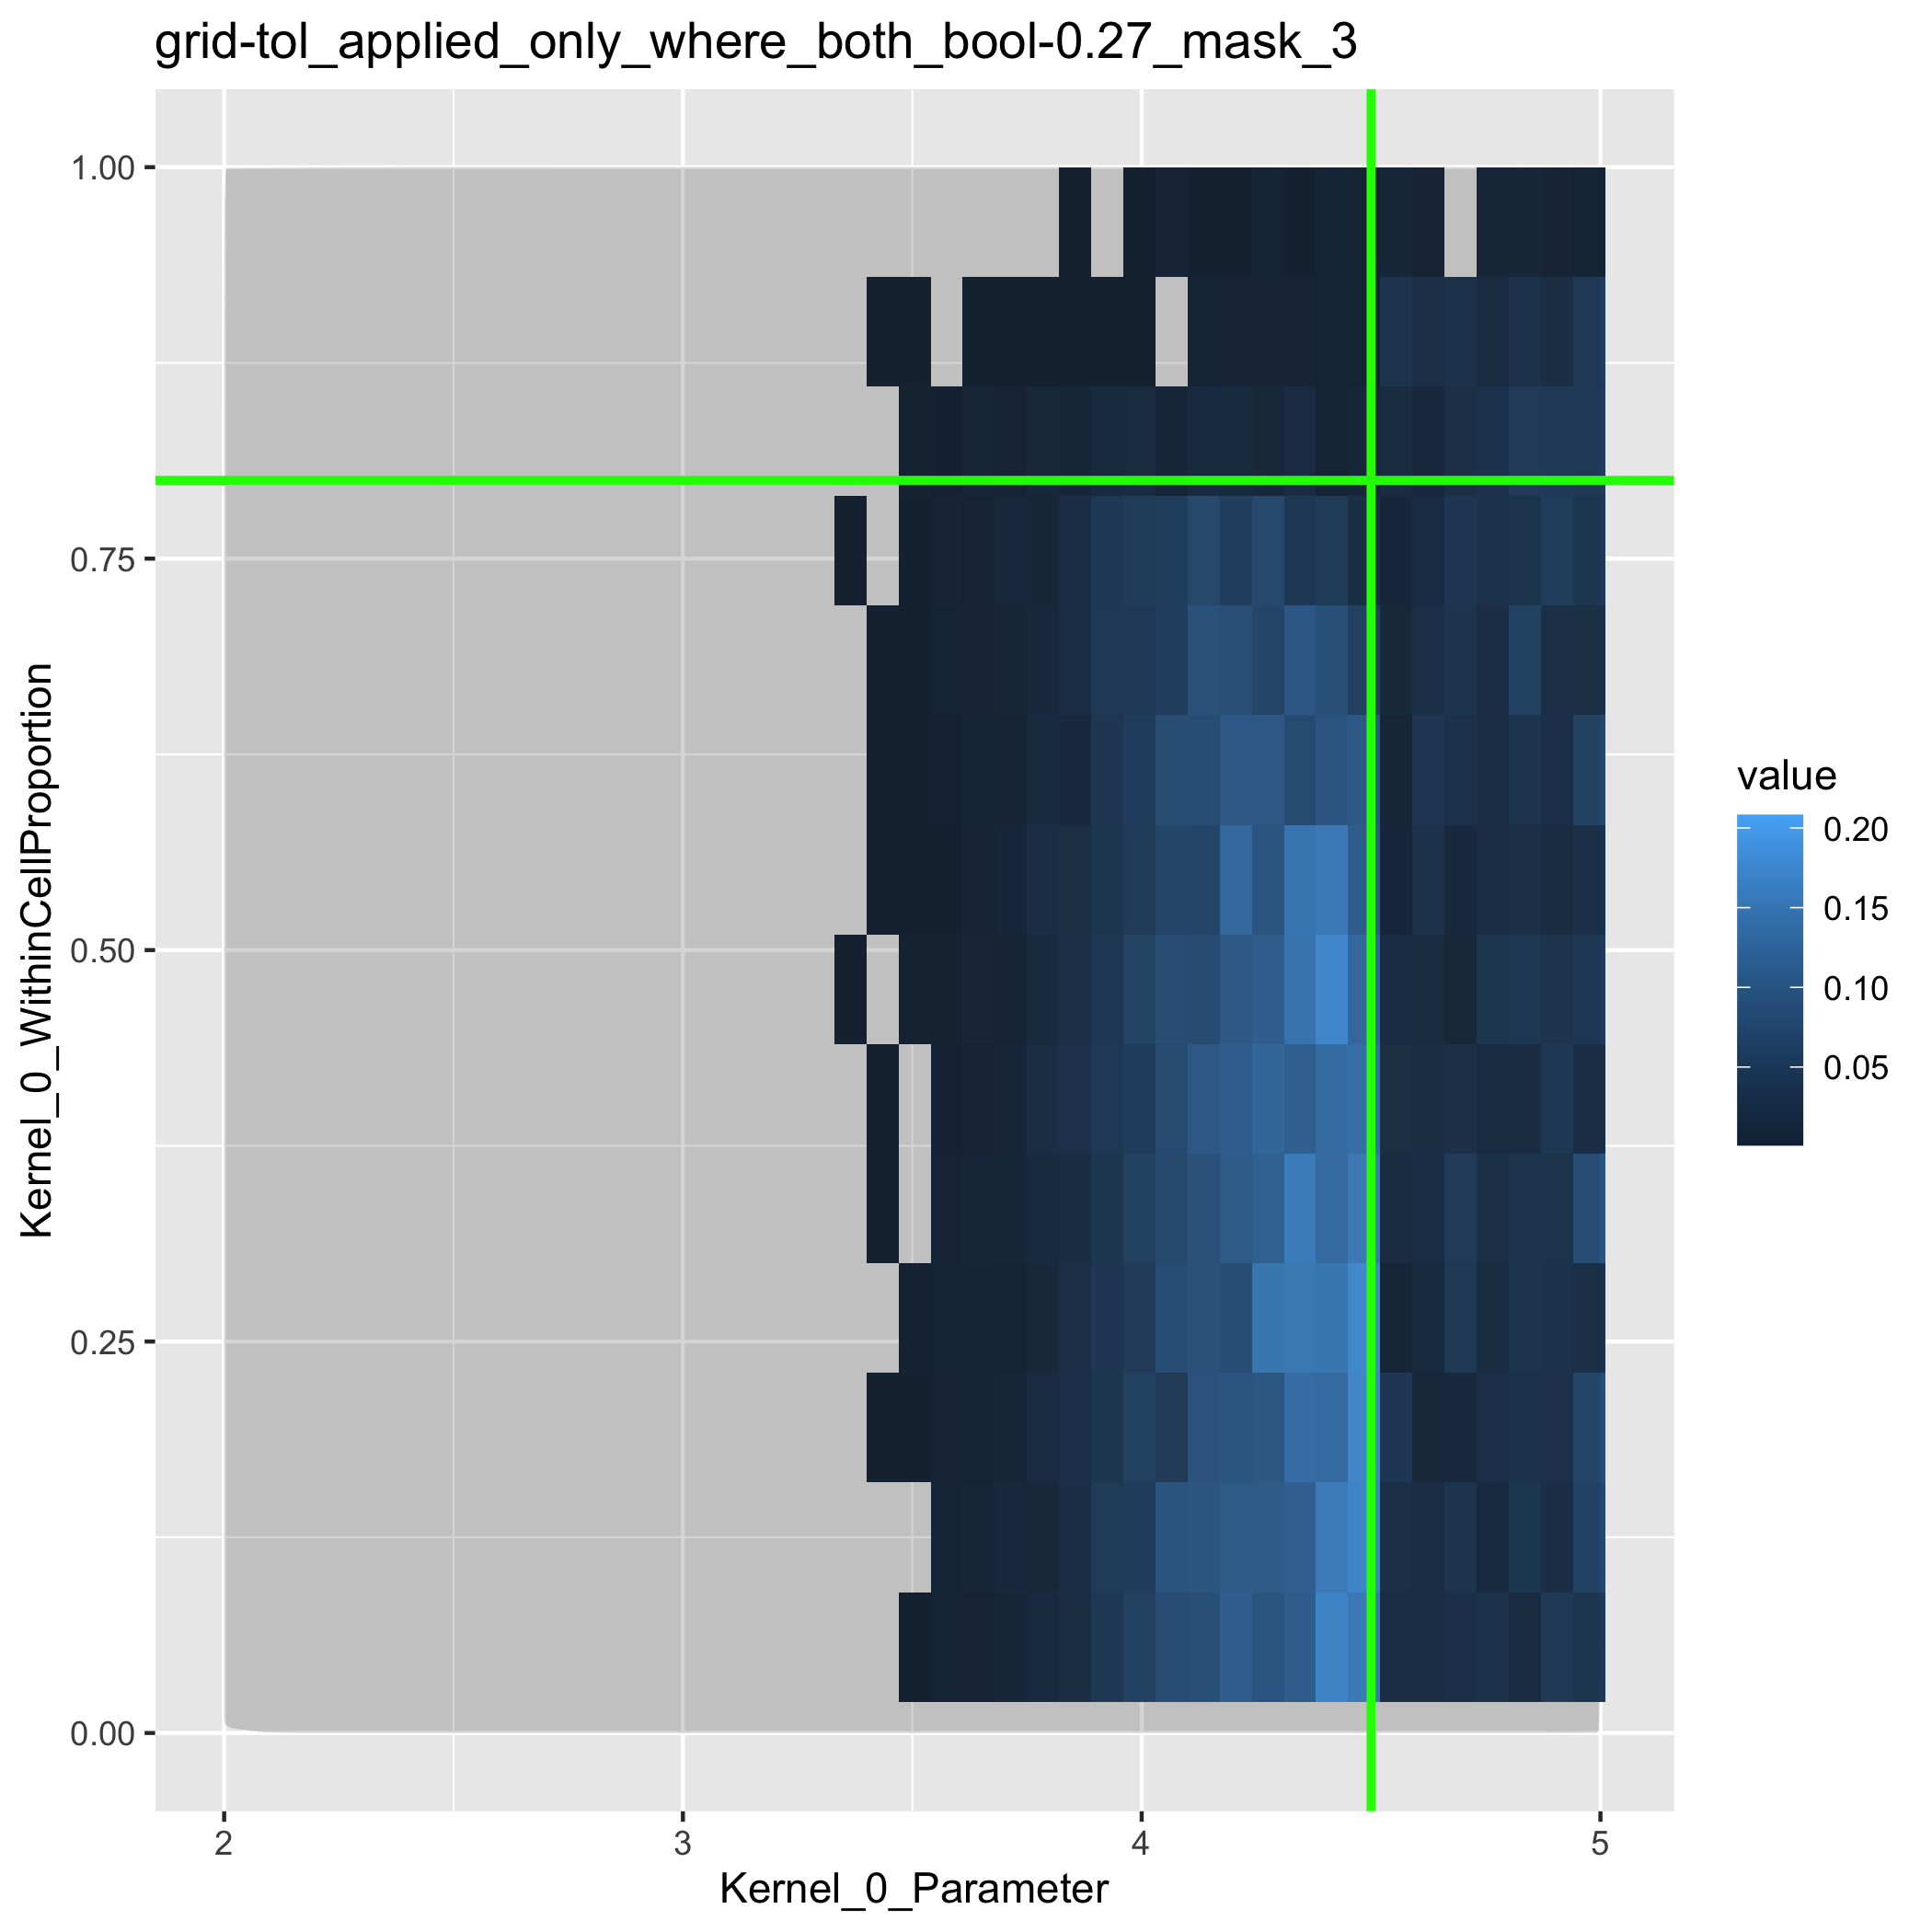 grid-tol_applied_only_where_both_bool-0.27_mask_3
Kernel_0_WithinCellProportion
1.00
0.75
0.50
0.25
0.00
2 3 4 5
Kernel_0_Parameter
value
0.20
0.15
0.10
0.05